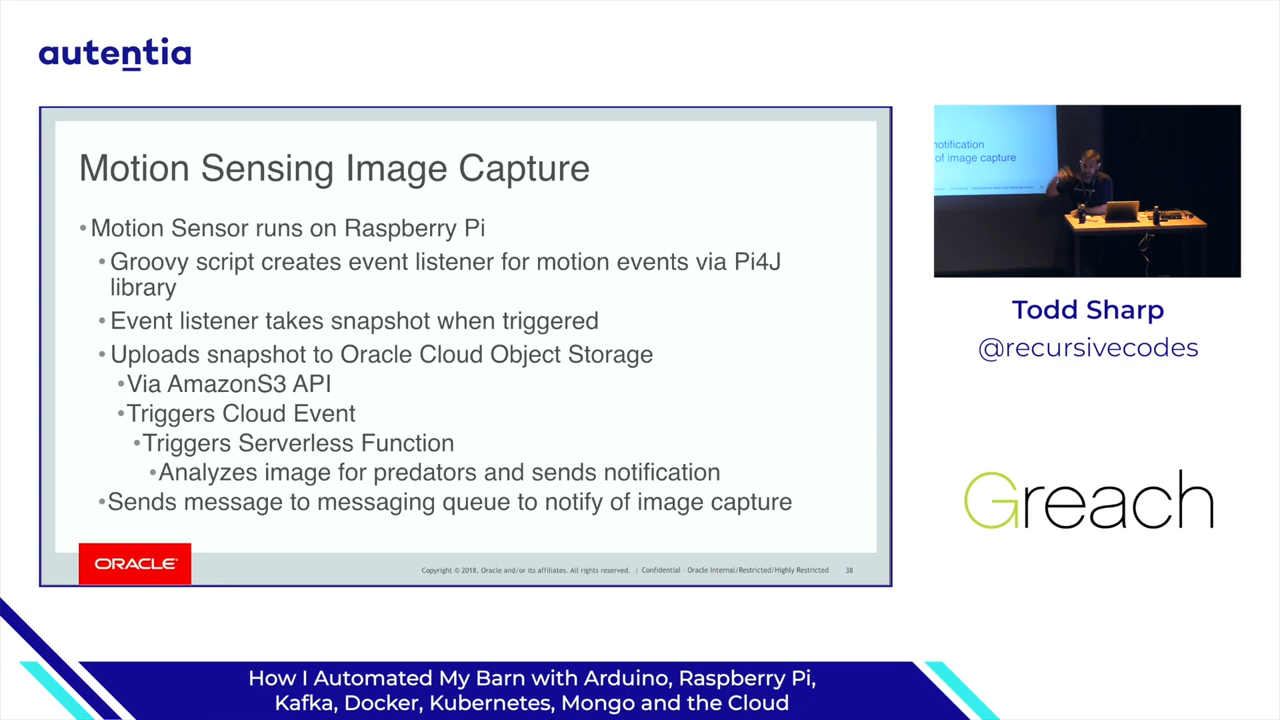 autentia
Motion Sensing Image Capture
•Motion Sensor runs on Raspberry Pi
•Groovy script creates event listener for motion events via Pi4J
library
•Event listener takes snapshot when triggered
•Uploads snapshot to Oracle Cloud Object Storage
•Via AmazonS3 API
•Triggers Cloud Event
•Triggers Serverless Function
•Analyzes image for predators and sends notification
•Sends message to messaging queue to notify of image capture
ORACLE®
Copyright © 2018, Oracle and/or its affiliates. All rights reserved. | Confidential - Oracle Internal/Restricted/Highly Restricted 38
notification
of image capture
Todd Sharp
@recursivecodes
Greach
How I Automated My Barn with Arduino, Raspberry Pi,
Kafka, Docker, Kubernetes, Mongo and the Cloud